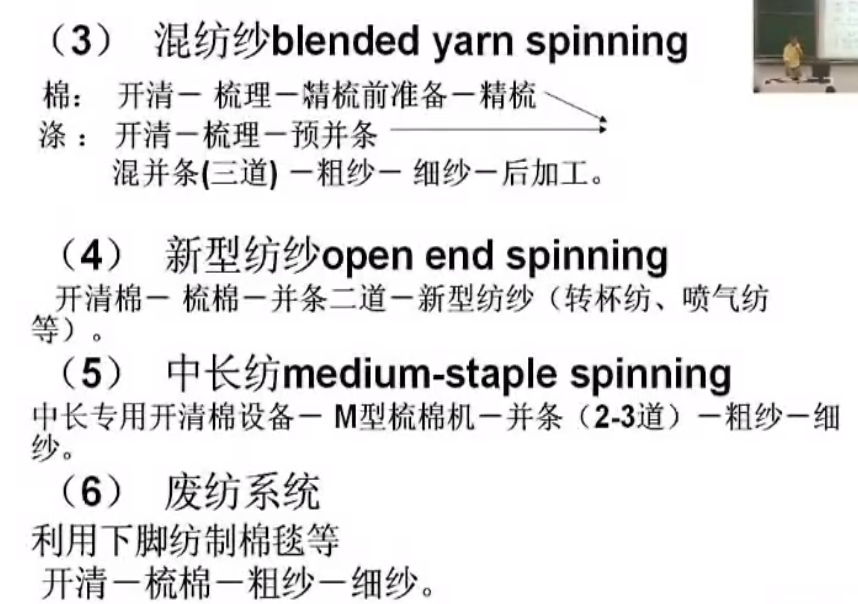 （3） 混纺纱blended yarn spinning
棉： 开清－ 梳理－精梳前准备－精梳
涤 ： 开清－梳理－预并条
混并条(三道) －粗纱－ 细纱－后加工。
（4） 新型纺纱open end spinning
开清棉－ 梳棉－并条二道－新型纺纱（转杯纺、喷气纺
等）。
（5） 中长纺medium-staple spinning
中长专用开清棉设备－ M型梳棉机－并条（2-3道）－粗纱－细
纱。
（6） 废纺系统
利用下脚纺制棉毯等
开清－梳棉－粗纱－细纱。